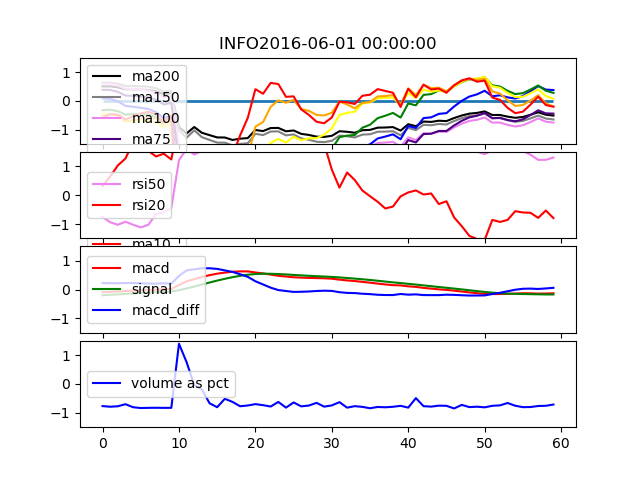 INFO2016-06-01 00:00:00
1
0
−1
ma200
ma150
ma100
ma75
1
0
−1
rsi50
rsi20
ma10
1
0
−1
macd
signal
macd_diff
1
0
−1
volume as pct
0 10 20 30 40 50 60